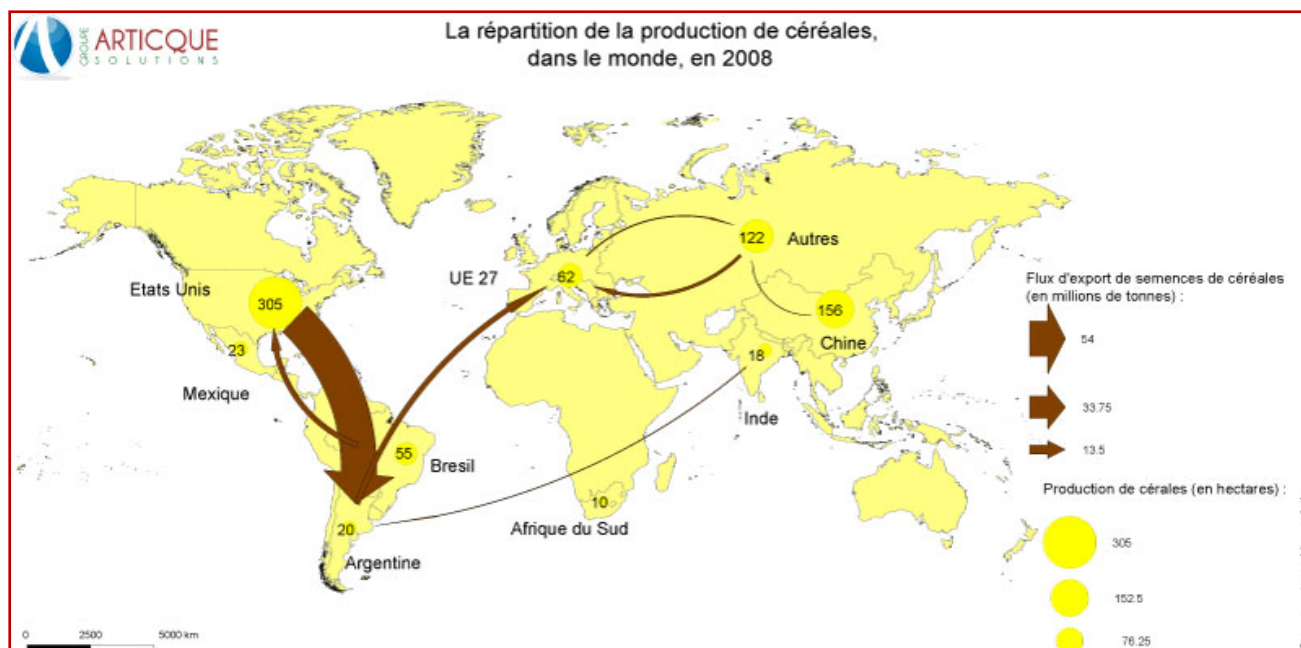 GROUPE
ARTICQUE
SOLUTIONS
La répartition de la production de céréales,
dans le monde, en 2008
Etats Unis
305
23
Mexique
55
Bresil
20
Argentine
UE 27
62
122
Autres
156
Chine
18
Inde
10
Afrique du Sud
Flux d'export de semences de céréales
(en millions de tonnes) :
54
33.75
13.5
Production de cérales (en hectares) :
305
152.5
76.25
0 2500 5000 km